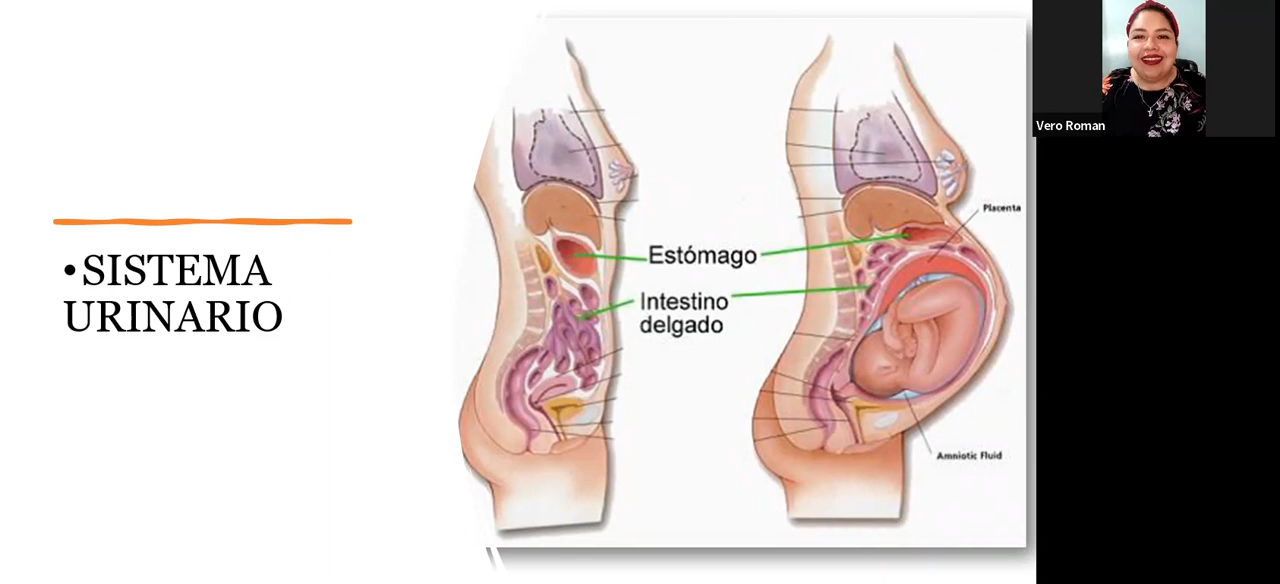 •SISTEMA
URINARIO
Estómago
Intestino
delgado
Placenta
Amniotic Fluid
Vero Roman